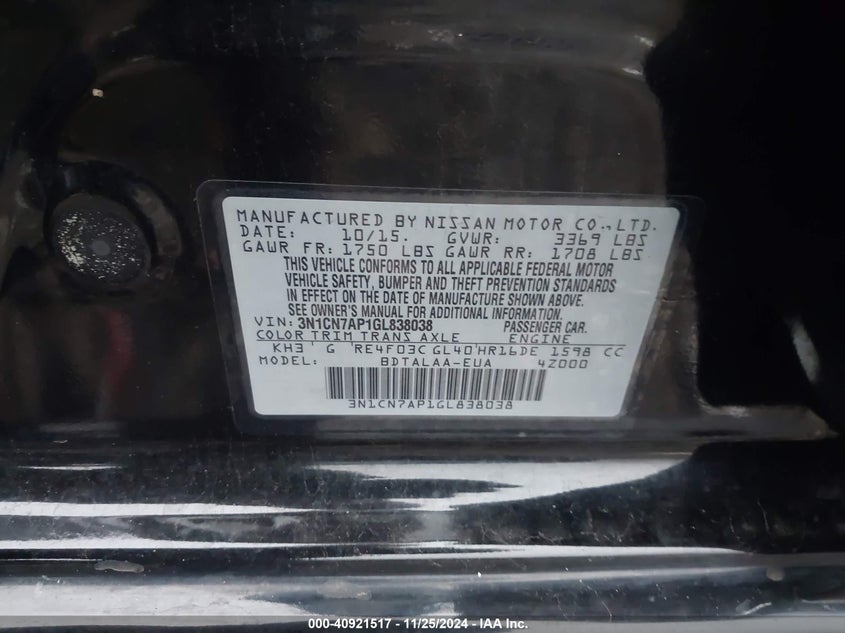 MANUFACTURED BY NISSAN MOTOR CO.,LTD.
DATE: 10/15. GVWR: 3369 LBS
GAWR FR: 1750 LBS GAWR RR: 1708 LBS
THIS VEHICLE CONFORMS TO ALL APPLICABLE FEDERAL MOTOR
VEHICLE SAFETY, BUMPER AND THEFT PREVENTION STANDARDS
IN EFFECT ON THE DATE OF MANUFACTURE SHOWN ABOVE.
SEE OWNER'S MANUAL FOR ADDITIONAL INFORMATION.
VIN: 3N1CN7AP1GL838038 PASSENGER CAR.
COLOR TRIM TRANS AXLE ENGINE
KH3 G RE4F03C GL40 HR16DE 1598 CC
MODEL: BDTALAA-EUA 4Z000
3N1CN7AP1GL838038
000-40921517 - 11/25/2024 - IAA Inc.